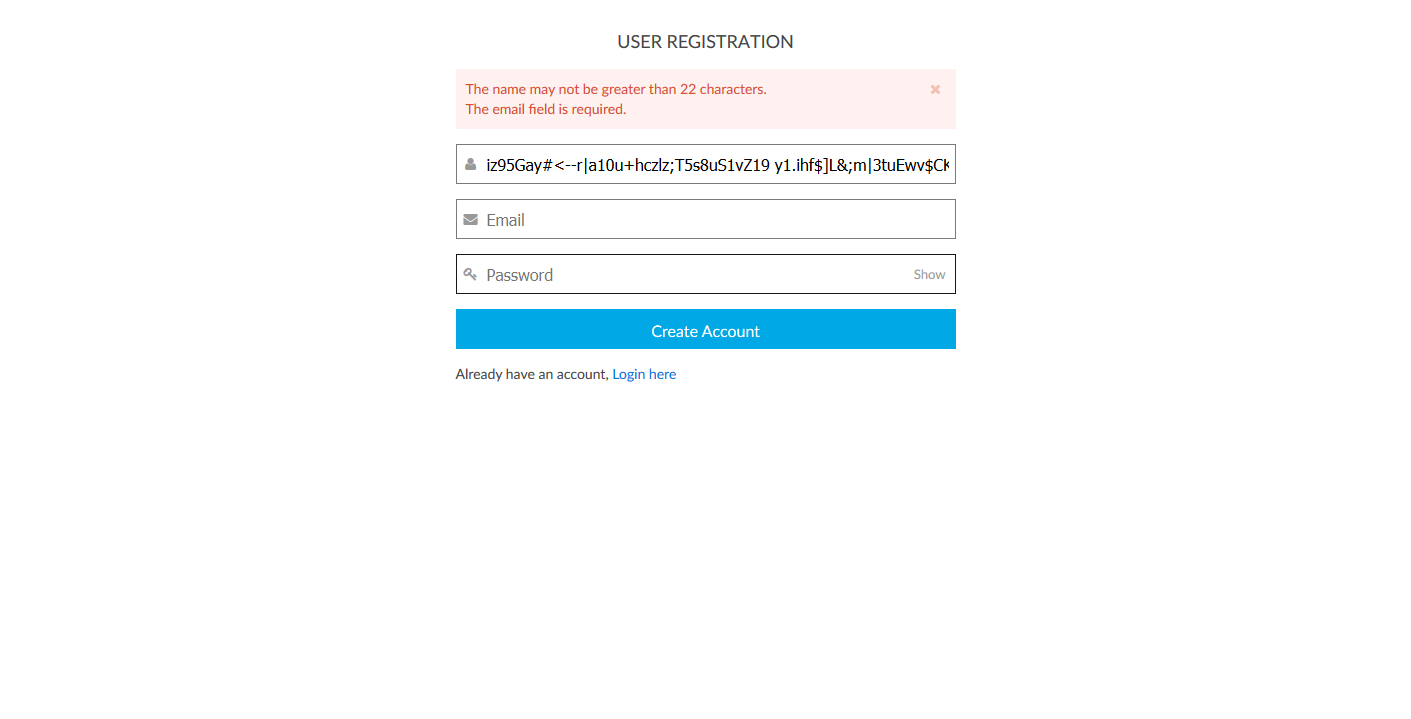 USER REGISTRATION
The name may not be greater than 22 characters.
The email field is required.
iz95Gay#<--r|a10u+hczlz;T5s8uS1vZ19 y1.ihf$]L&;m|3tuEwv$CK
Email
Password Show
Create Account
Already have an account, Login here